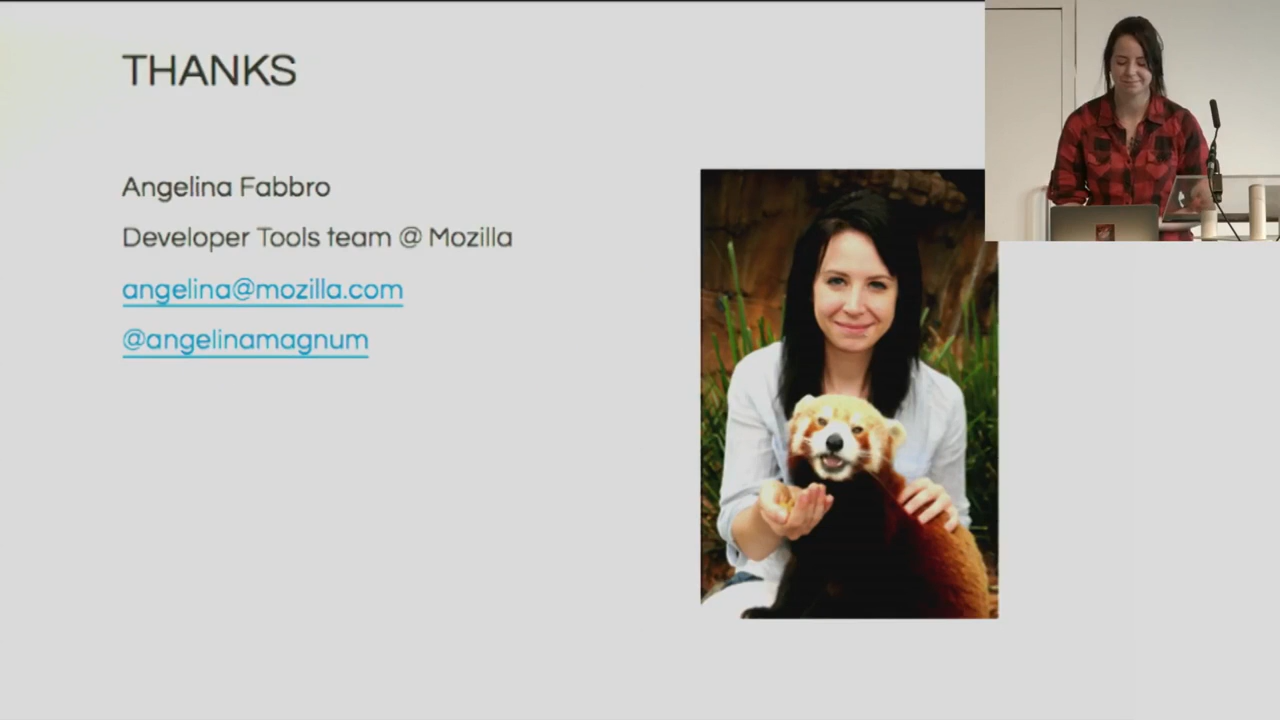 THANKS
Angelina Fabbro
Developer Tools team @ Mozilla
angelina@mozilla.com
@angelinamagnum